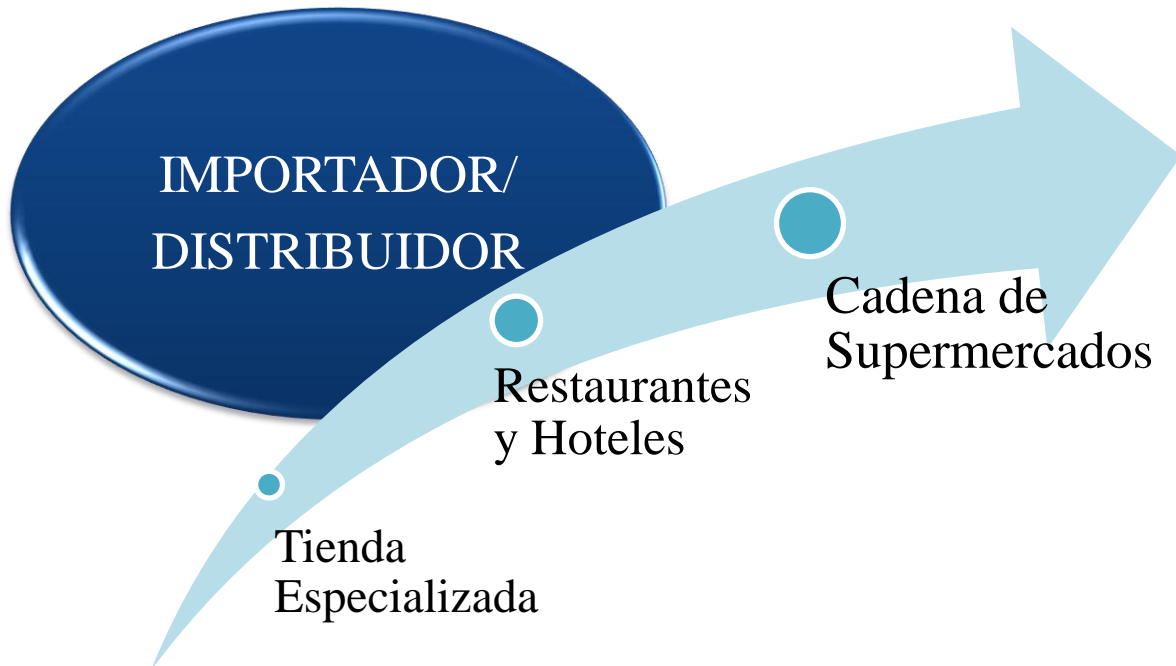 IMPORTADOR/
DISTRIBUIDOR
Cadena de
Supermercados
Restaurantes
y Hoteles
Tienda
Especializada